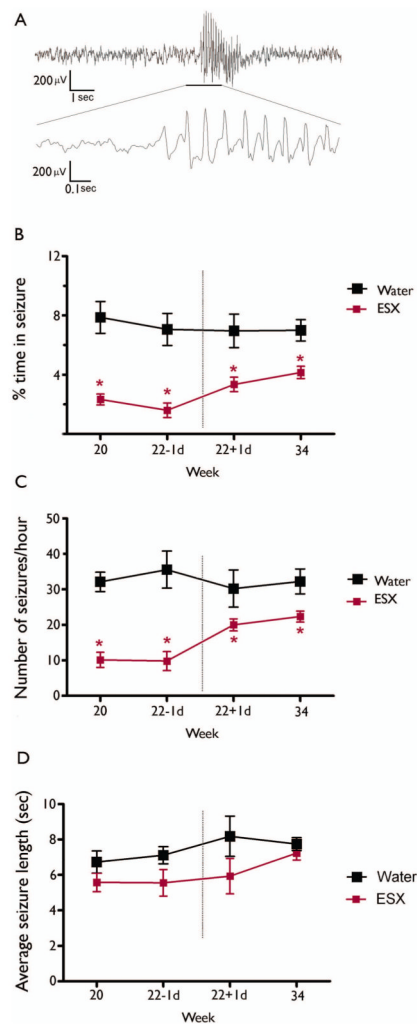 A
200 μV
1 sec
200 μV
0.1sec
B
% time in seizure
12
8
4
Water
ESX
* * * *
20 22-1d 22+1d 34
Week
C
Number of seizures/hour
50
40
30
20
10
0
Water
ESX
* * * *
20 22-1d 22+1d 34
Week
D
Average seizure length (sec)
10
8
6
4
2
0
Water
ESX
20 22-1d 22+1d 34
Week